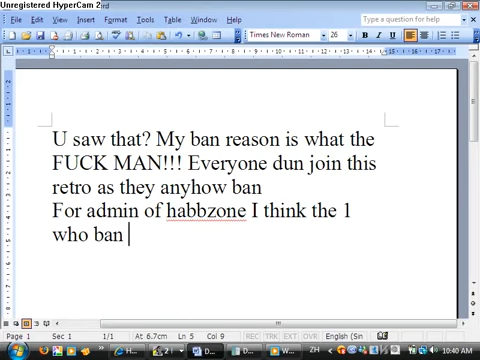 Unregistered HyperCam 2
File Edit View Insert Format Tools Table Window Help Type a question for help
Times New Roman 26 B I U
U saw that? My ban reason is what the
FUCK MAN!!! Everyone dun join this
retro as they anyhow ban
For admin of habbzone I think the 1
who ban
Page 1 Sec 1 1/1 At 6.7cm Ln 5 Col 9 REC TRK EXT OVR English (Sin
start ZH 10:40 AM